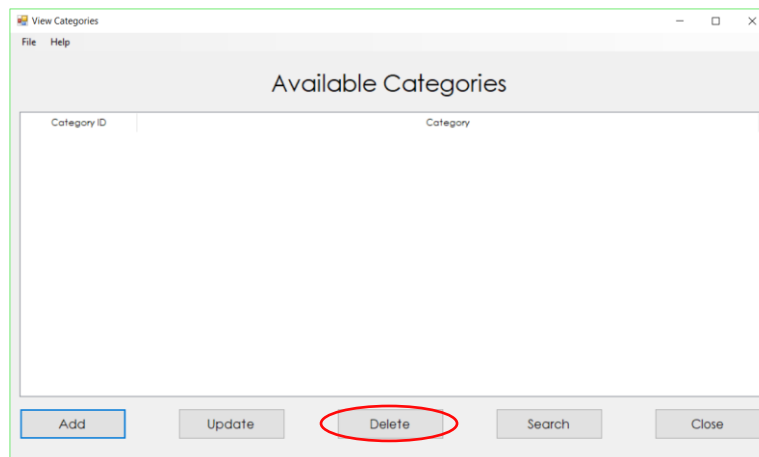 View Categories
File Help
Available Categories
Category ID Category
Add Update Delete Search Close